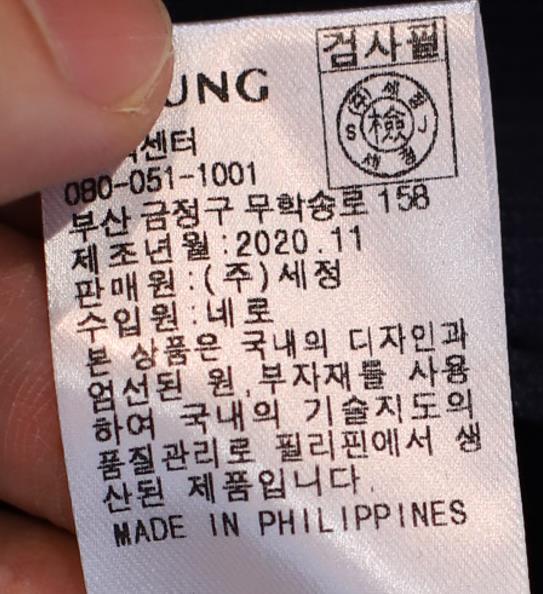 검사필
UNG
(주)세정
檢
S J
센터
080-051-1001
부산 금정구 무학송로 158
제조년월:2020.11
판매원:(주)세정
수입원:네로
본 상품은 국내의 디자인과
엄선된 원,부자재를 사용
하여 국내의 기술지도의
품질관리로 필리핀에서 생
산된 제품입니다.
MADE IN PHILIPPINES